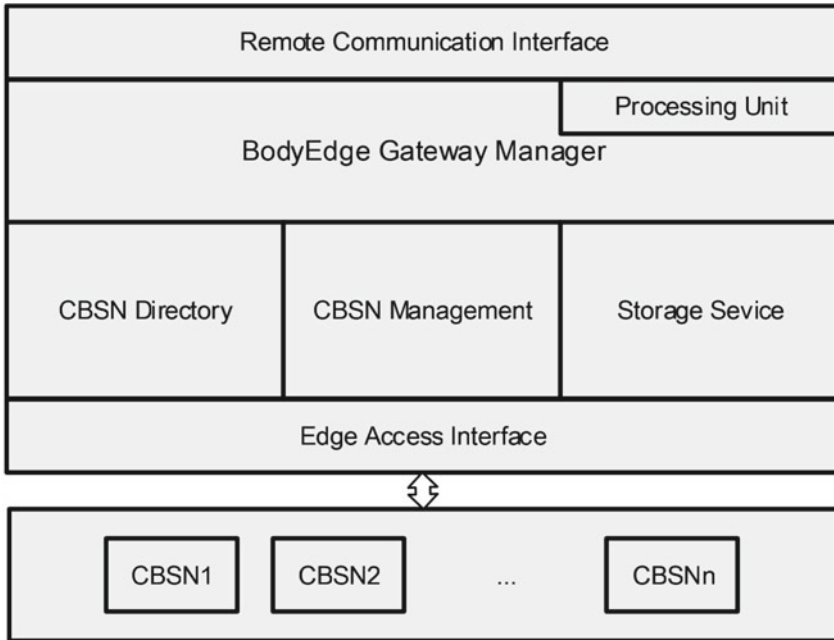 Remote Communication Interface
Processing Unit
BodyEdge Gateway Manager
CBSN Directory
CBSN Management
Storage Sevice
Edge Access Interface
CBSN1
CBSN2
...
CBSNn